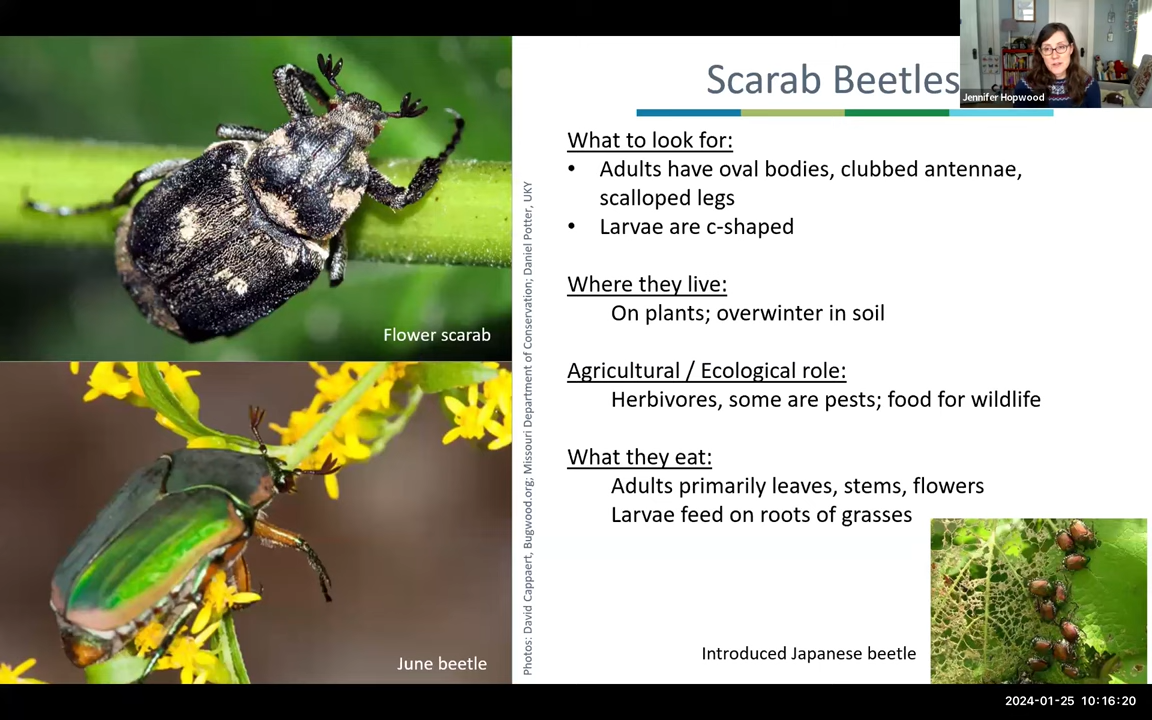 Scarab Beetles
Jennifer Hopwood
What to look for:
• Adults have oval bodies, clubbed antennae,
scalloped legs
• Larvae are c-shaped
Where they live:
On plants; overwinter in soil
Agricultural / Ecological role:
Herbivores, some are pests; food for wildlife
What they eat:
Adults primarily leaves, stems, flowers
Larvae feed on roots of grasses
Introduced Japanese beetle
Flower scarab
June beetle
Photos: David Cappaert, Bugwood.org; Missouri Department of Conservation; Daniel Potter, UKY
2024-01-25 10:16:20